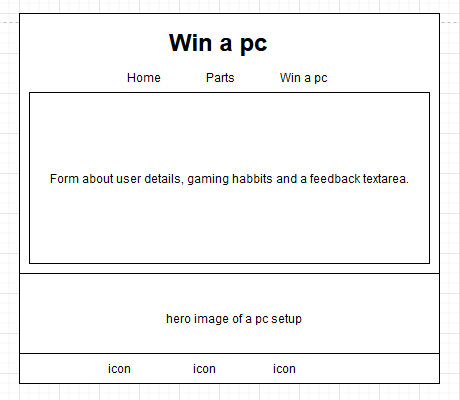 Win a pc
Home Parts Win a pc
Form about user details, gaming habbits and a feedback textarea.
hero image of a pc setup
icon icon icon